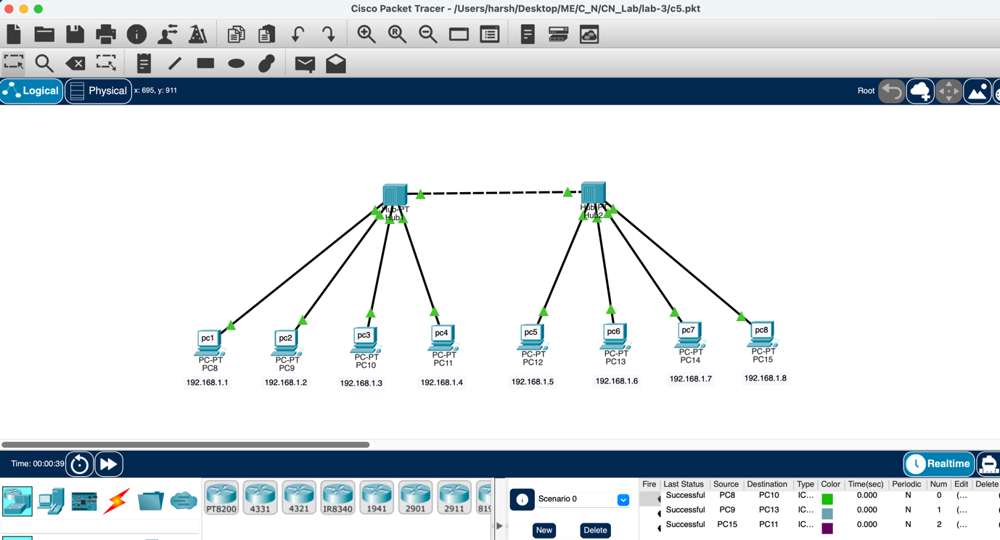 Cisco Packet Tracer - /Users/harsh/Desktop/ME/C_N/CN_Lab/lab-3/c5.pkt
Logical Physical x: 695, y: 911 Root
Hub-PT
Hub1
Hub-PT
Hub2
pc1
PC-PT
PC8
192.168.1.1
pc2
PC-PT
PC9
192.168.1.2
pc3
PC-PT
PC10
192.168.1.3
pc4
PC-PT
PC11
192.168.1.4
pc5
PC-PT
PC12
192.168.1.5
pc6
PC-PT
PC13
192.168.1.6
pc7
PC-PT
PC14
192.168.1.7
pc8
PC-PT
PC15
192.168.1.8
Time: 00:00:39 Realtime
PT8200 4331 4321 IR8340 1941 2901 2911 819
Scenario 0
New Delete
Fire Last Status Source Destination Type Color Time(sec) Periodic Num Edit Delete
Successful PC8 PC10 IC... 0.000 N 0 (...
Successful PC9 PC13 IC... 0.000 N 1 (...
Successful PC15 PC11 IC... 0.000 N 2 (...